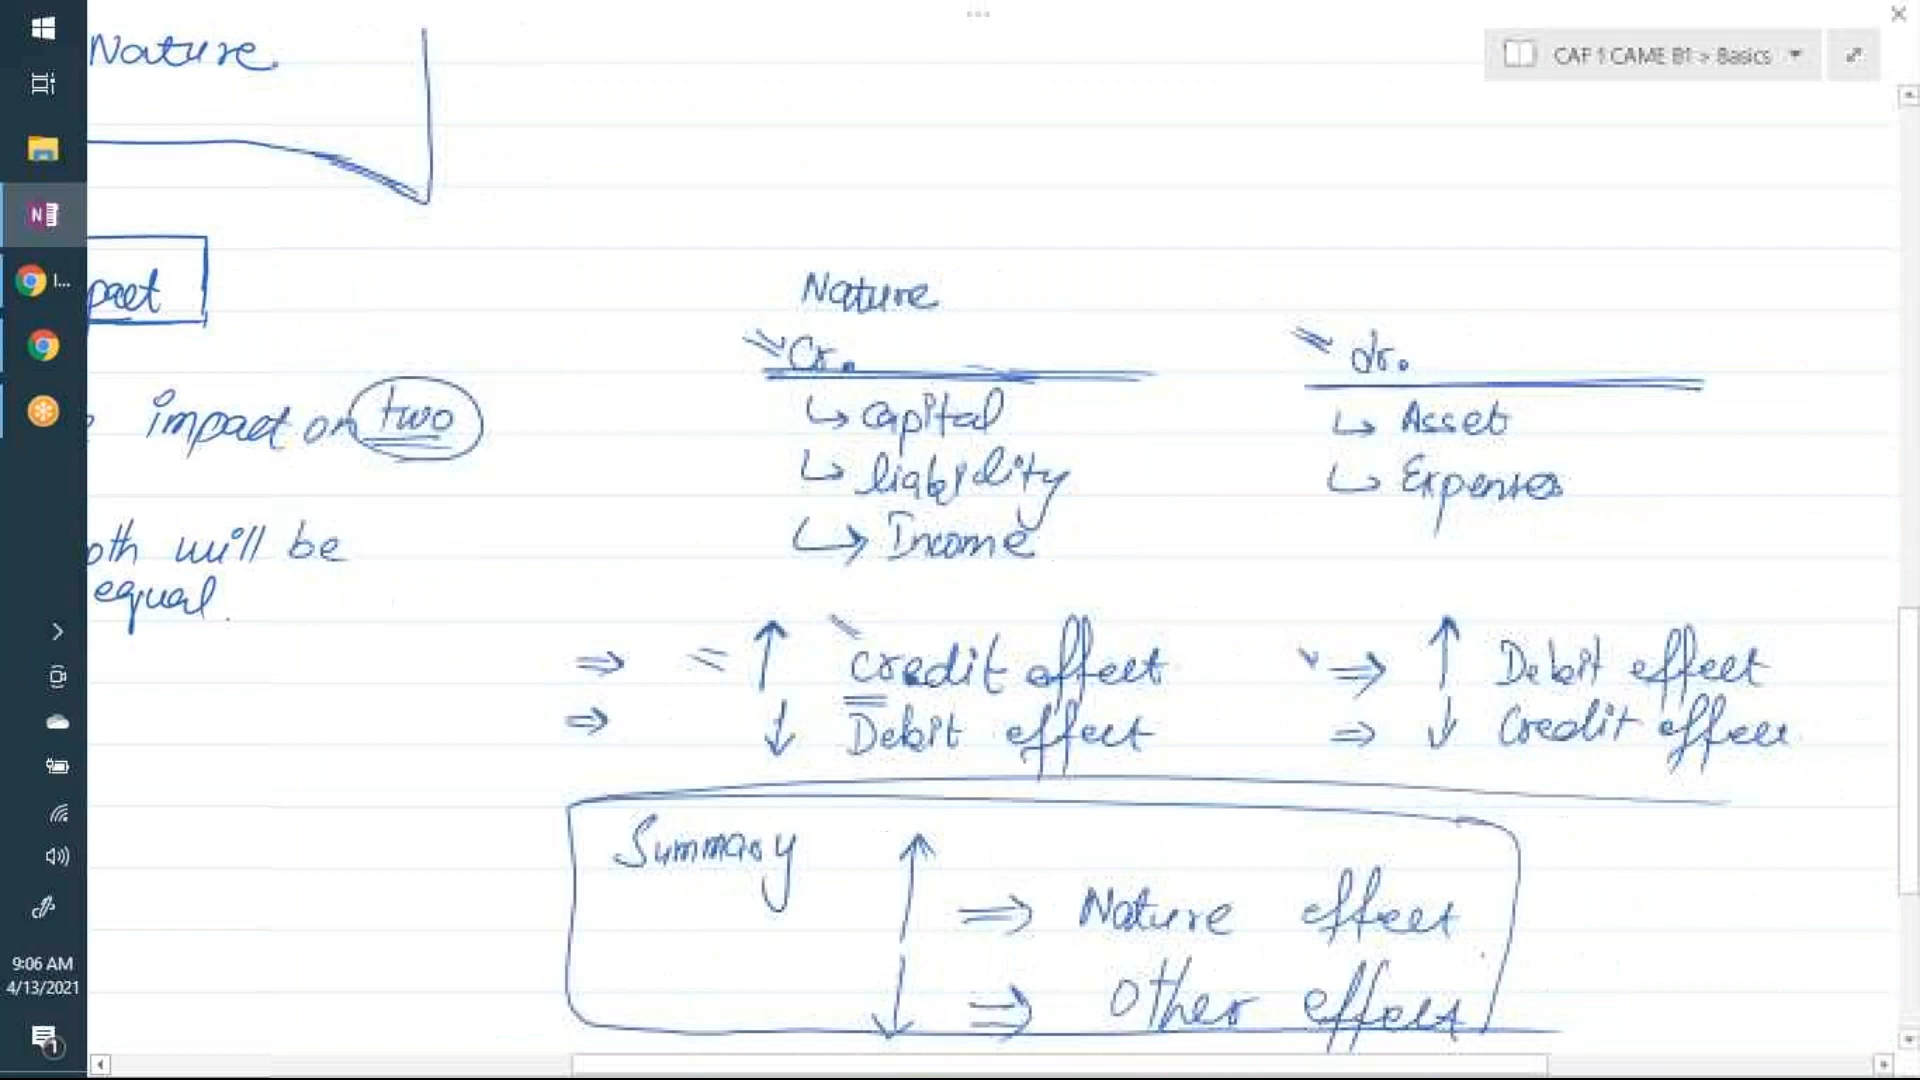 CAF 1 CAME B1 > Basics
Nature
pact
impact on two
oth will be
equal.
Nature
Cr.
↳ capital
↳ liability
↳ Income
dr.
↳ Asset
↳ Expenses
⇒ = ↑ credit effect
⇒ ↓ Debit effect
⇒ ↑ Debit effect
⇒ ↓ Credit effect
Summary
↑ ⇒ Nature effect
↓ ⇒ Other effect
9:06 AM
4/13/2021
1